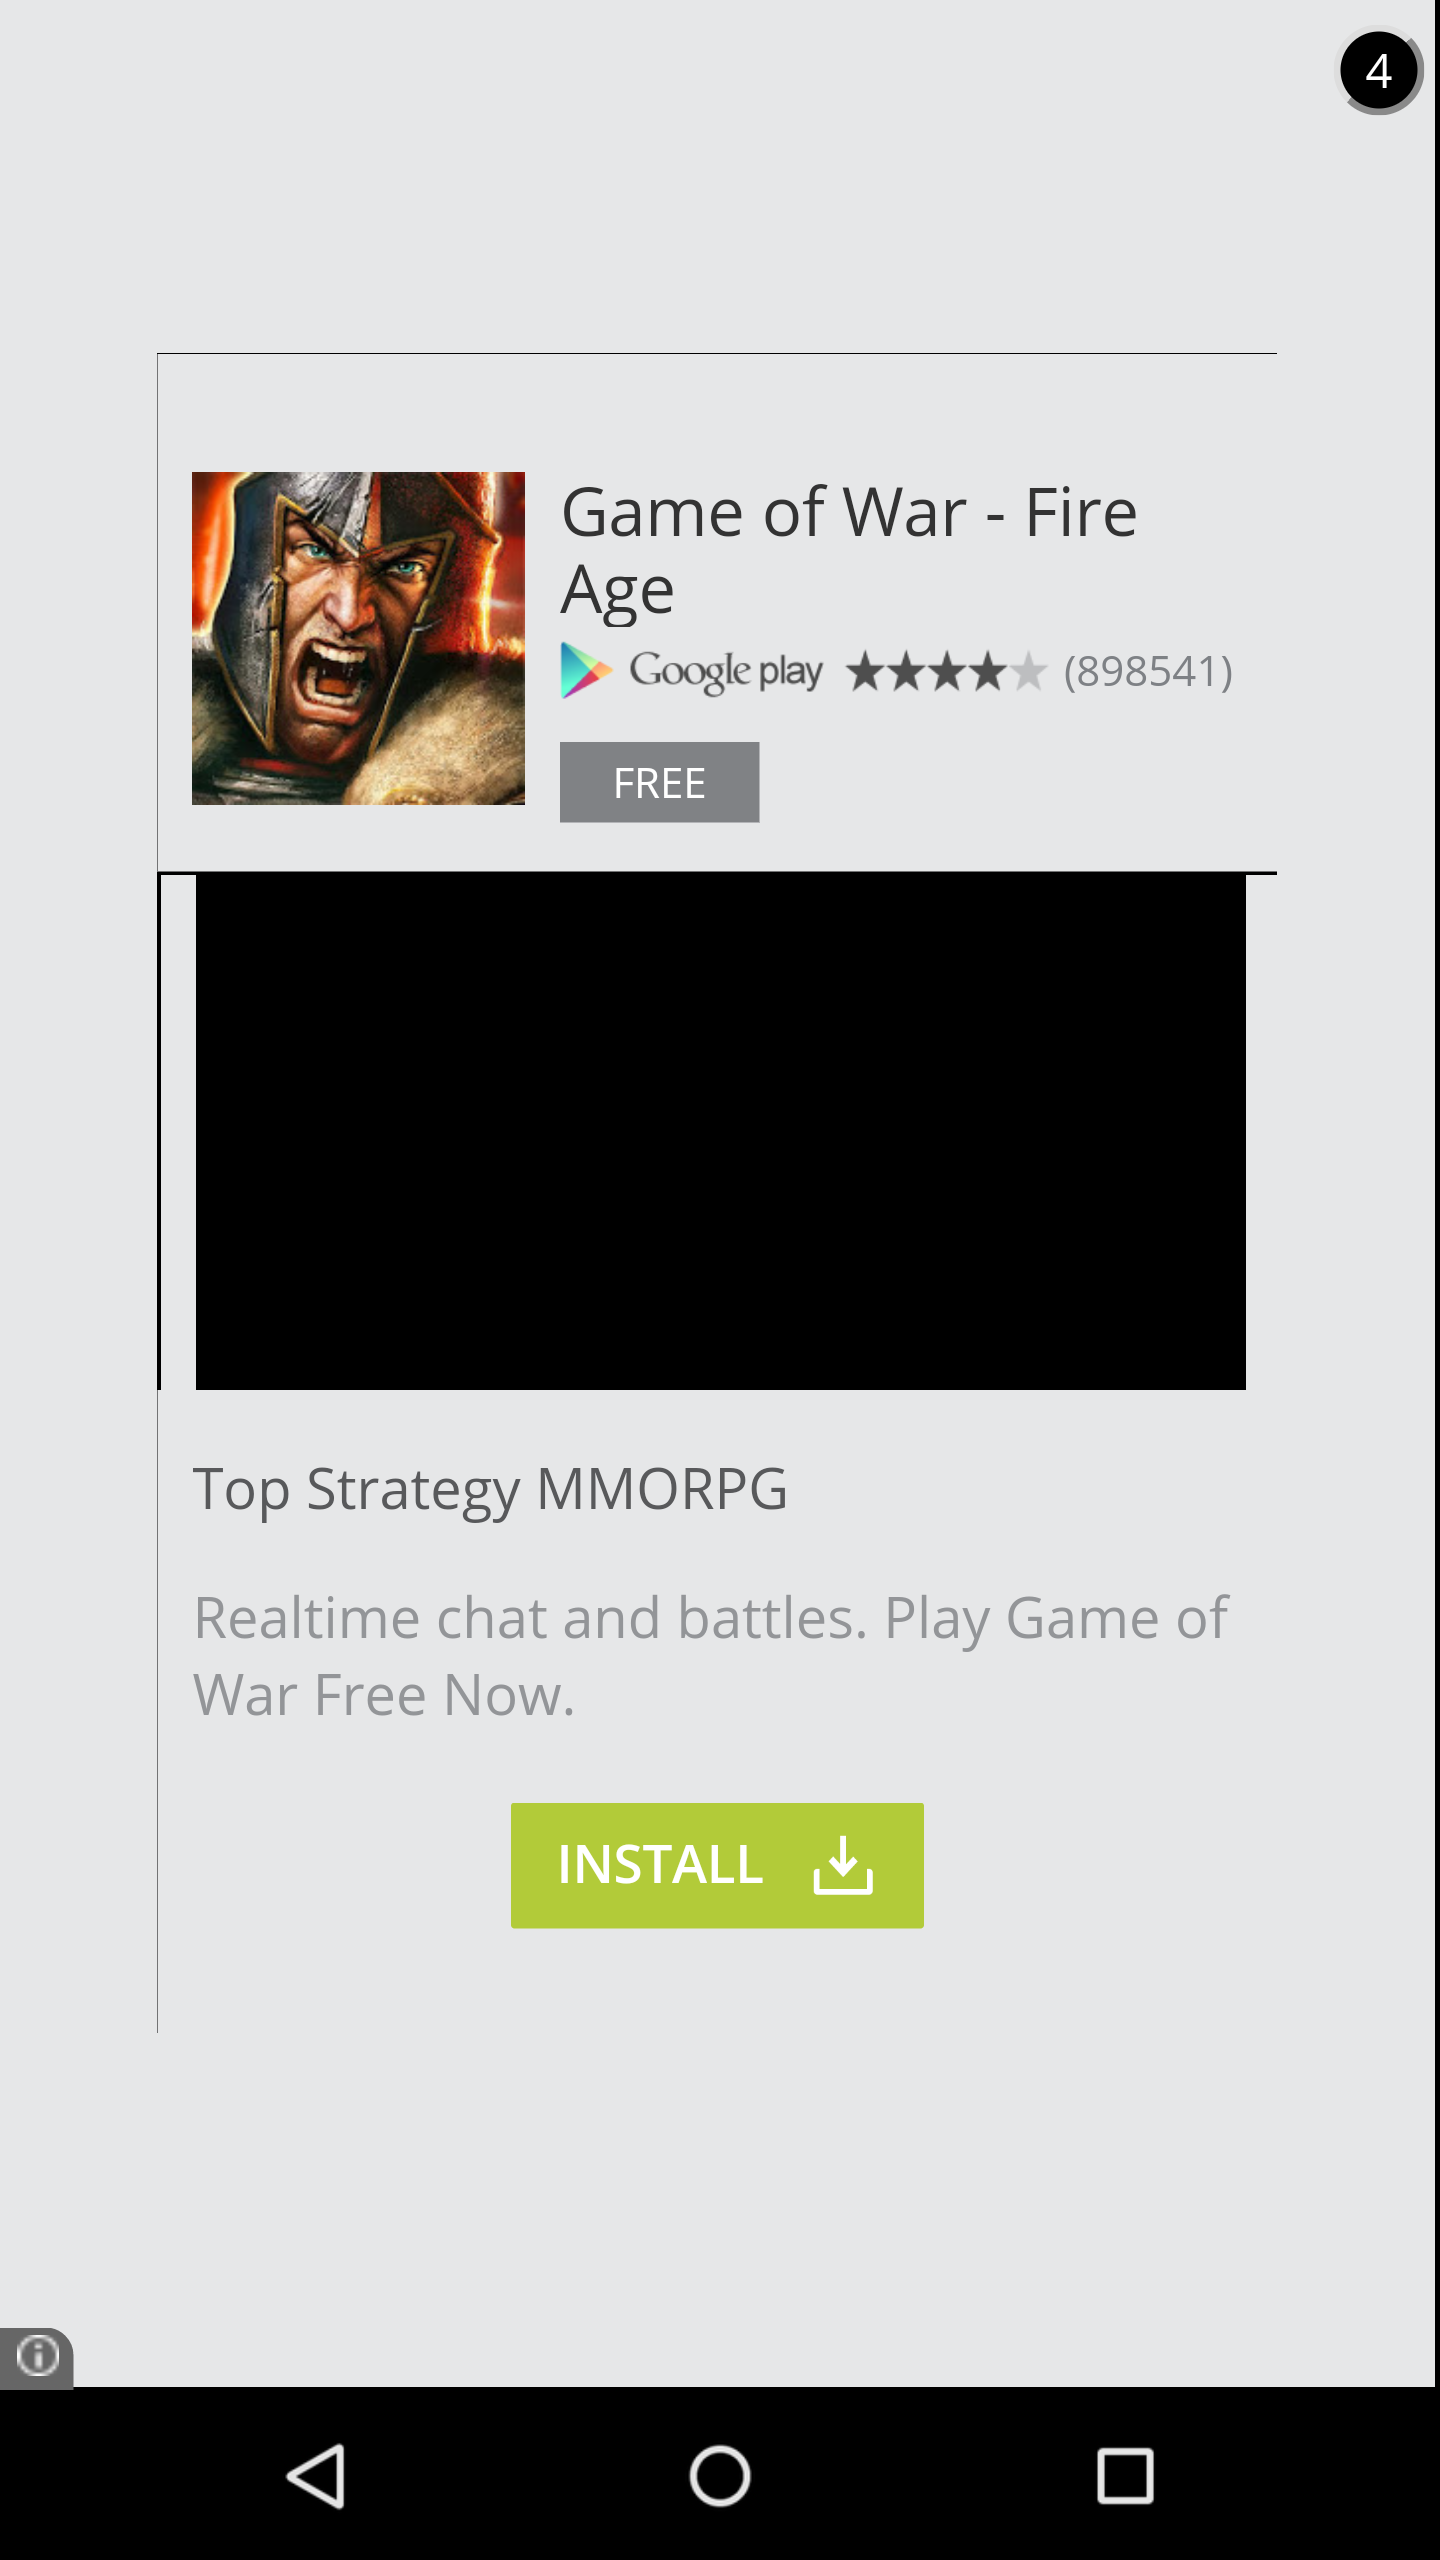 4
Game of War - Fire
Age
Google play (898541)
FREE
Top Strategy MMORPG
Realtime chat and battles. Play Game of
War Free Now.
INSTALL